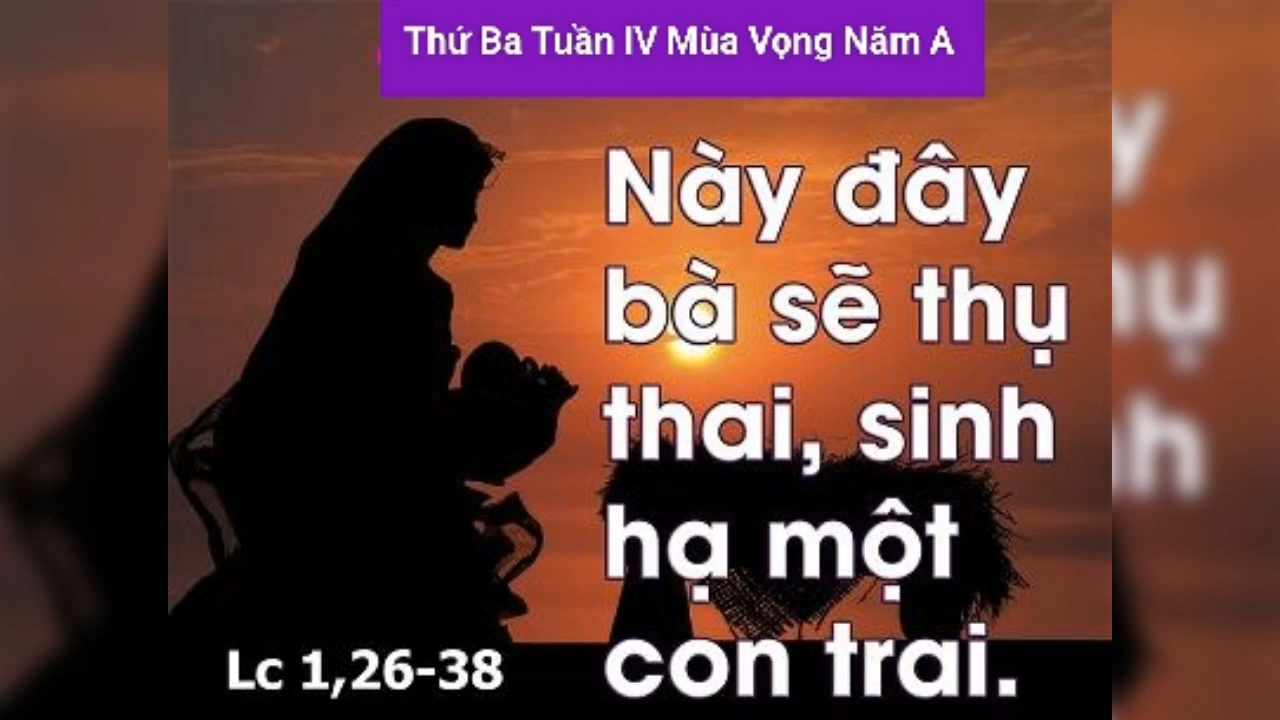 Thứ Ba Tuần IV Mùa Vọng Năm A
Này đây
bà sẽ thụ
thai, sinh
hạ một
con trai.
Lc 1,26-38